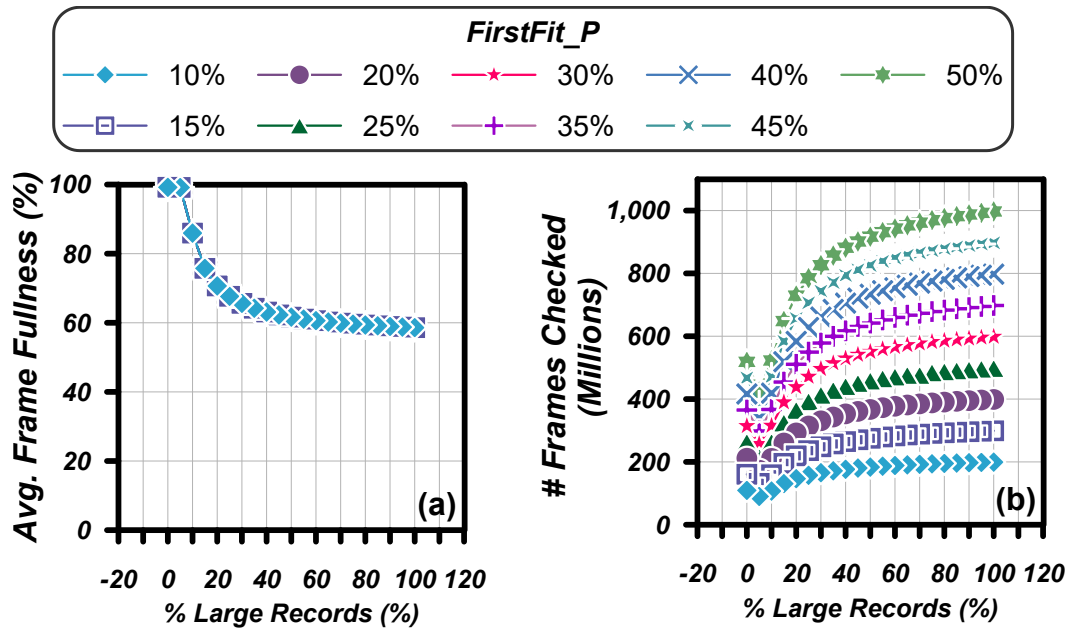 FirstFit_P
10% 20% 30% 40% 50%
15% 25% 35% 45%
Avg. Frame Fullness (%)
100
80
60
40
20
0
-20 0 20 40 60 80 100 120
% Large Records (%)
(a)
# Frames Checked
(Millions)
1,000
800
600
400
200
0
-20 0 20 40 60 80 100 120
% Large Records (%)
(b)